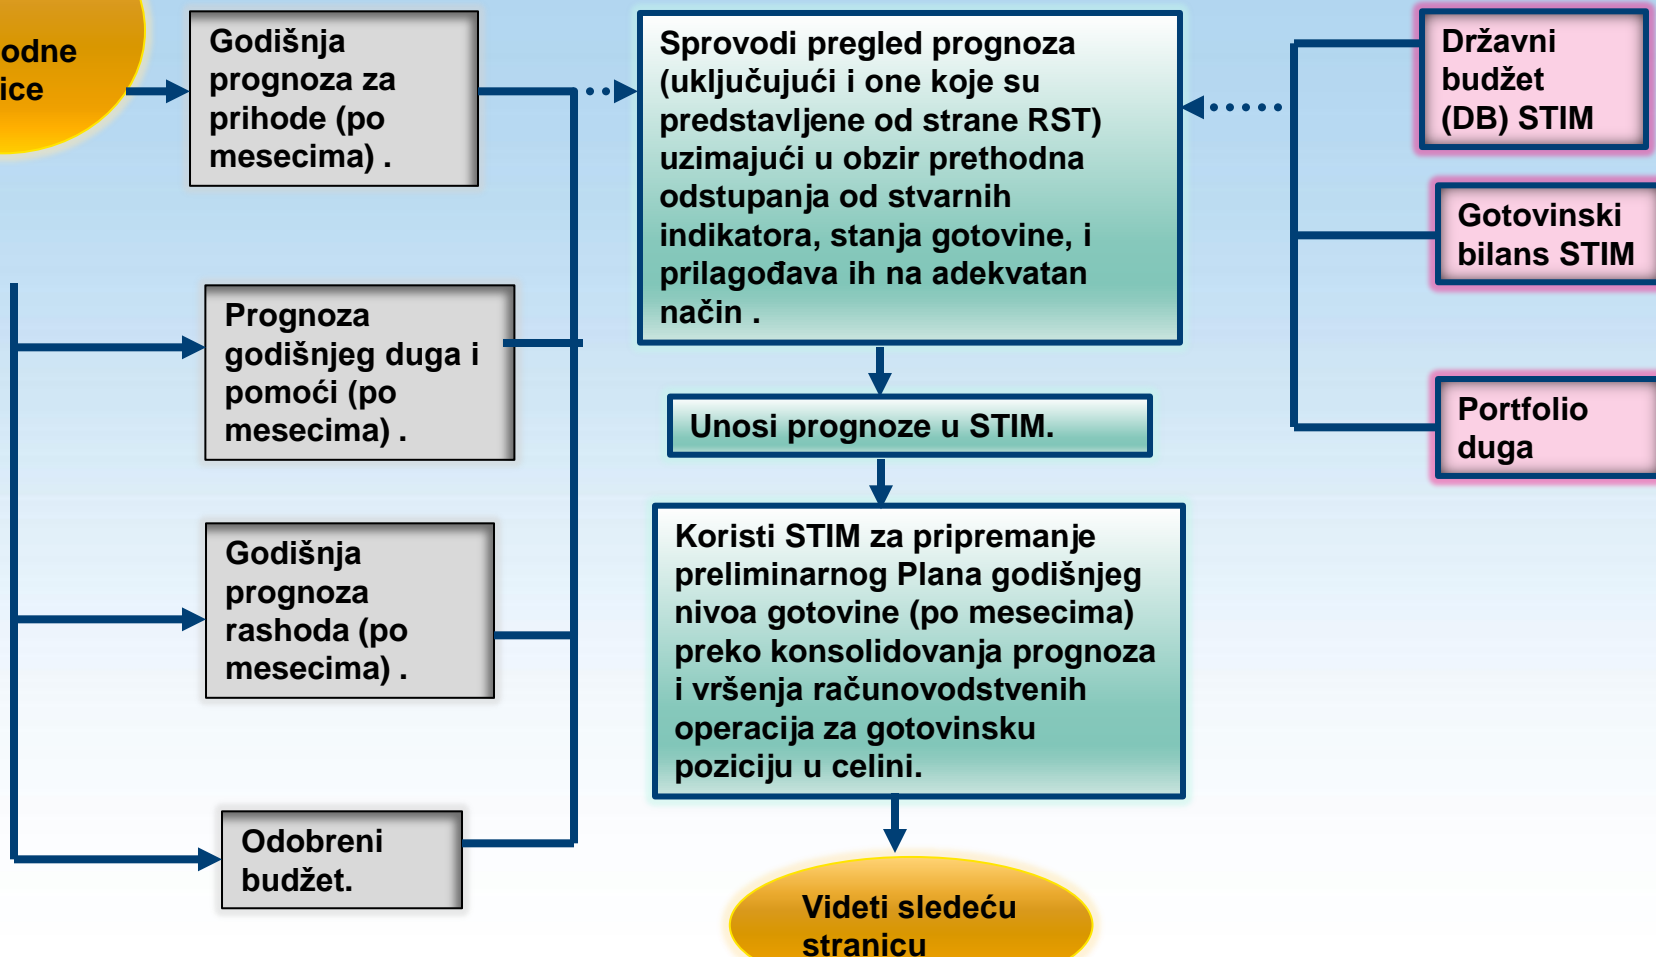 odne
ice
Godišnja
prognoza za
prihode (po
mesecima) .
Prognoza
godišnjeg duga i
pomoći (po
mesecima) .
Godišnja
prognoza
rashoda (po
mesecima) .
Odobreni
budžet.
Sprovodi pregled prognoza
(uključujući i one koje su
predstavljene od strane RST)
uzimajući u obzir prethodna
odstupanja od stvarnih
indikatora, stanja gotovine, i
prilagođava ih na adekvatan
način .
Unosi prognoze u STIM.
Koristi STIM za pripremanje
preliminarnog Plana godišnjeg
nivoa gotovine (po mesecima)
preko konsolidovanja prognoza
i vršenja računovodstvenih
operacija za gotovinsku
poziciju u celini.
Videti sledeću
stranicu
Državni
budžet
(DB) STIM
Gotovinski
bilans STIM
Portfolio
duga